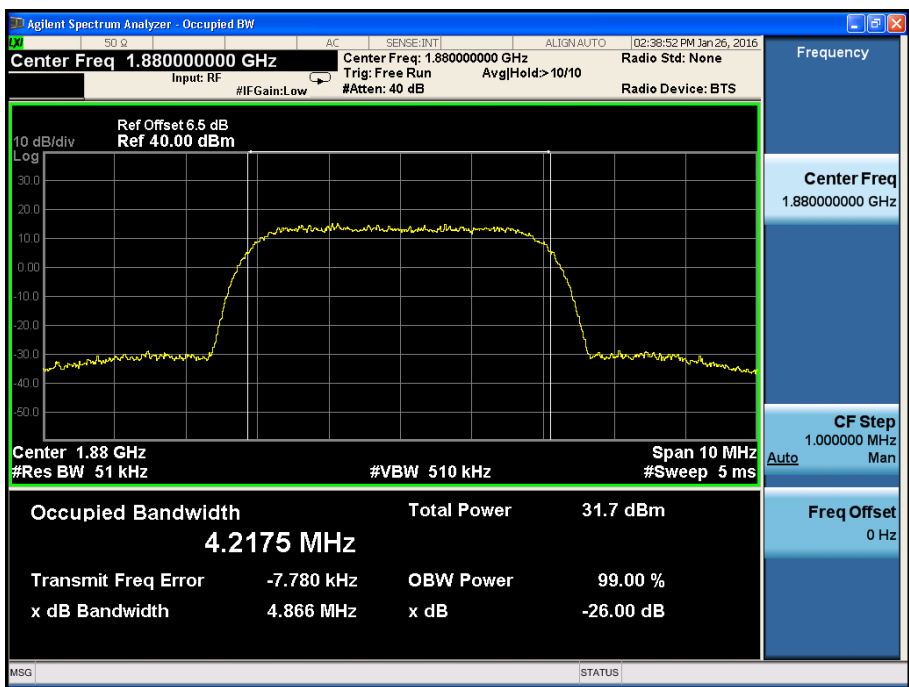 Agilent Spectrum Analyzer - Occupied BW
LXI 50 Ω AC SENSE:INT ALIGN AUTO 02:38:52 PM Jan 26, 2016
Center Freq 1.880000000 GHz Center Freq: 1.880000000 GHz Radio Std: None Frequency
Input: RF Trig: Free Run Avg|Hold:>10/10
#IFGain:Low #Atten: 40 dB Radio Device: BTS
Ref Offset 6.5 dB
10 dB/div Ref 40.00 dBm
Log
30.0
20.0
10.0
0.00
-10.0
-20.0
-30.0
-40.0
-50.0
Center 1.88 GHz Span 10 MHz
#Res BW 51 kHz #VBW 510 kHz #Sweep 5 ms
Center Freq
1.880000000 GHz
CF Step
1.000000 MHz
Auto Man
Freq Offset
0 Hz
Occupied Bandwidth Total Power 31.7 dBm
4.2175 MHz
Transmit Freq Error -7.780 kHz OBW Power 99.00 %
x dB Bandwidth 4.866 MHz x dB -26.00 dB
MSG STATUS